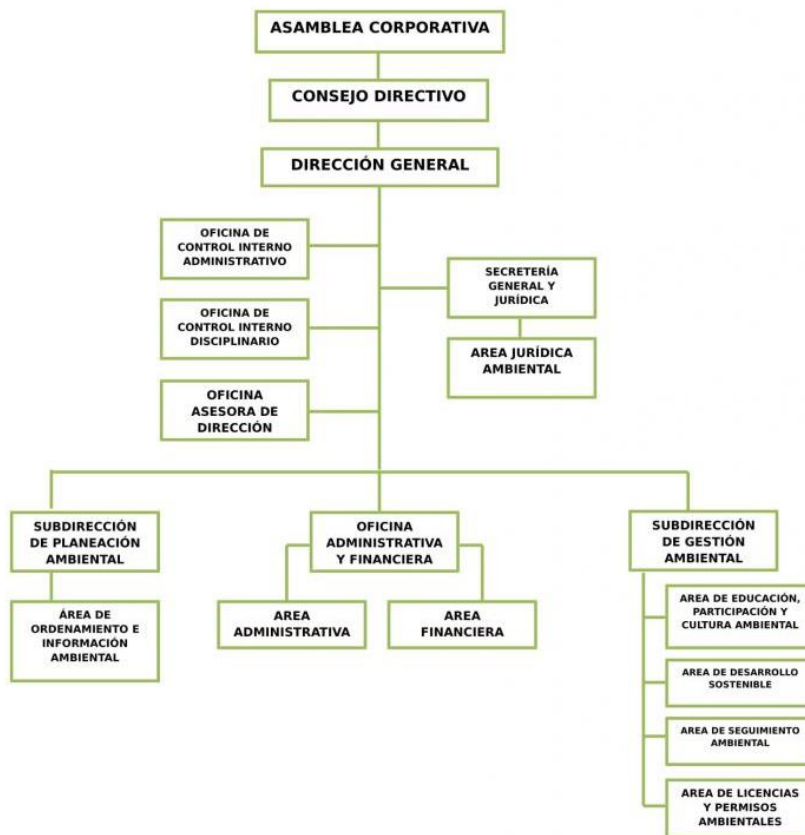 ASAMBLEA CORPORATIVA
CONSEJO DIRECTIVO
DIRECCIÓN GENERAL
OFICINA DE
CONTROL INTERNO
ADMINISTRATIVO
SECRETERÍA
GENERAL Y
JURÍDICA
OFICINA DE
CONTROL INTERNO
DISCIPLINARIO
AREA JURÍDICA
AMBIENTAL
OFICINA
ASESORA DE
DIRECCIÓN
SUBDIRECCIÓN
DE PLANEACIÓN
AMBIENTAL
OFICINA
ADMINISTRATIVA
Y FINANCIERA
SUBDIRECCIÓN
DE GESTIÓN
AMBIENTAL
ÁREA DE
ORDENAMIENTO E
INFORMACIÓN
AMBIENTAL
AREA
ADMINISTRATIVA
AREA
FINANCIERA
AREA DE EDUCACIÓN,
PARTICIPACIÓN Y
CULTURA AMBIENTAL
AREA DE DESARROLLO
SOSTENIBLE
AREA DE SEGUIMIENTO
AMBIENTAL
AREA DE LICENCIAS
Y PERMISOS
AMBIENTALES